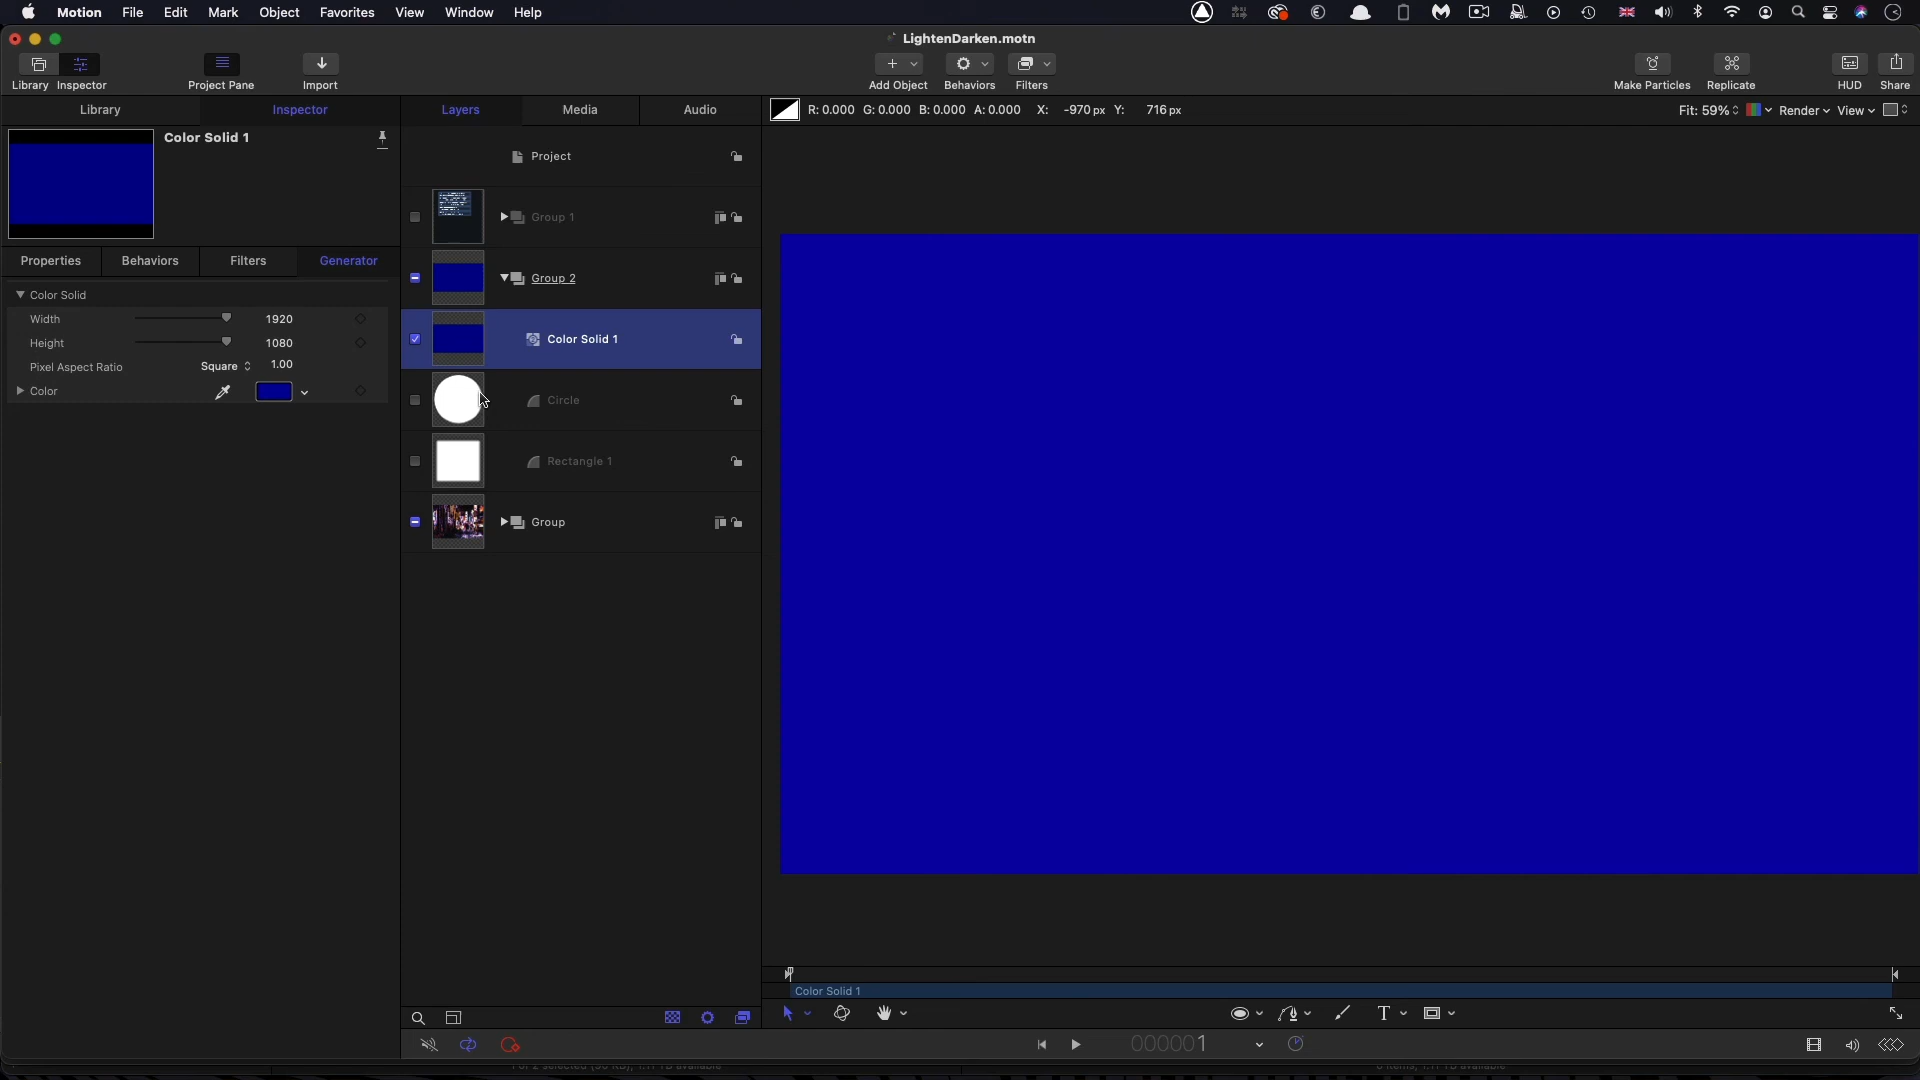 Motion File Edit Mark Object Favorites View Window Help
LightenDarken.motn
Library Inspector Project Pane Import Add Object Behaviors Filters Make Particles Replicate HUD Share
Library Inspector Layers Media Audio
R: 0.000 G: 0.000 B: 0.000 A: 0.000 X: -970 px Y: 716 px
Fit: 59% Render View
Color Solid 1
Properties Behaviors Filters Generator
Color Solid
Width 1920
Height 1080
Pixel Aspect Ratio Square 1.00
Color
Project
Group 1
Group 2
Color Solid 1
Circle
Rectangle 1
Group
Color Solid 1
T
000001